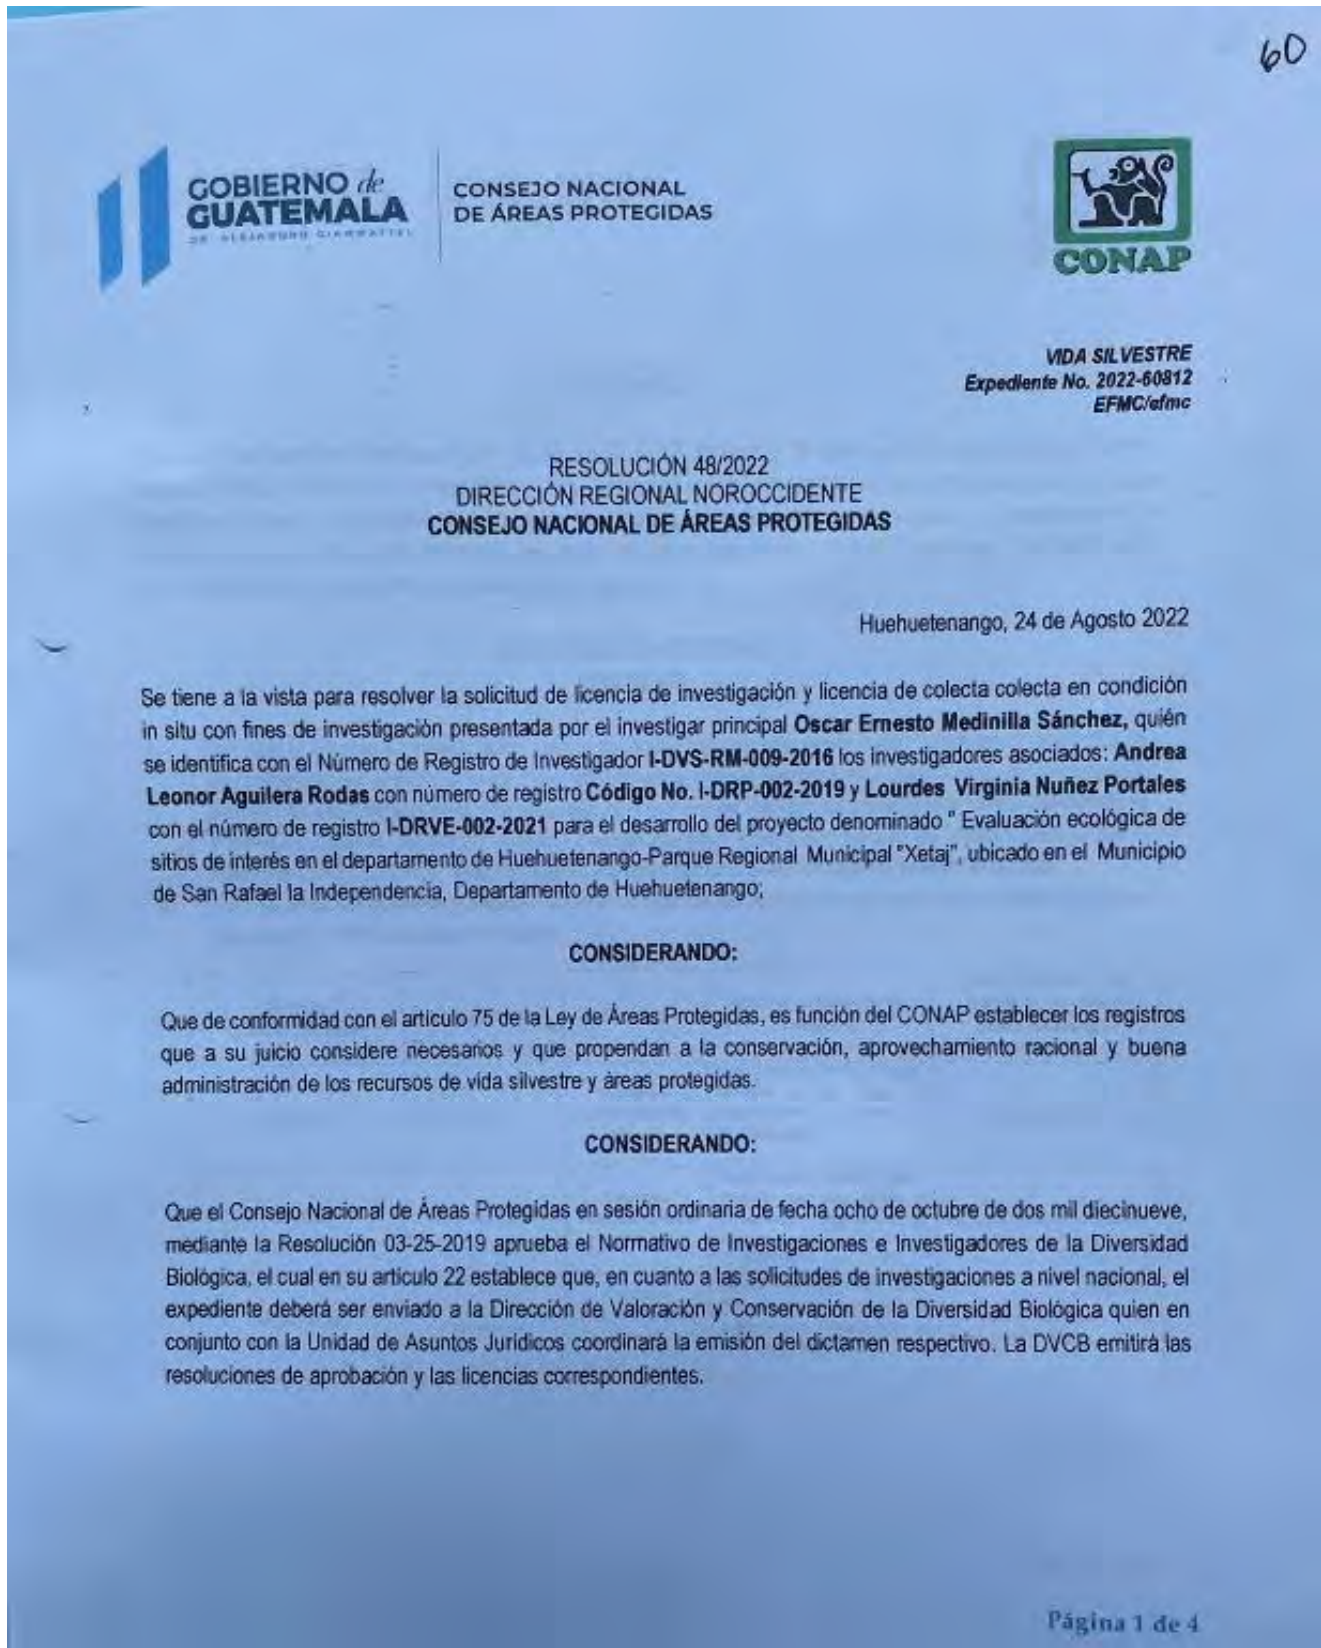 60
GOBIERNO de
GUATEMALA
DR. ALEJANDRO GIAMMATTEI
CONSEJO NACIONAL
DE ÁREAS PROTEGIDAS
CONAP
VIDA SILVESTRE
Expediente No. 2022-60812
EFMC/efmc
RESOLUCIÓN 48/2022
DIRECCIÓN REGIONAL NOROCCIDENTE
CONSEJO NACIONAL DE ÁREAS PROTEGIDAS
Huehuetenango, 24 de Agosto 2022
Se tiene a la vista para resolver la solicitud de licencia de investigación y licencia de colecta colecta en condición
in situ con fines de investigación presentada por el investigar principal Oscar Ernesto Medinilla Sánchez, quién
se identifica con el Número de Registro de Investigador I-DVS-RM-009-2016 los investigadores asociados: Andrea
Leonor Aguilera Rodas con número de registro Código No. I-DRP-002-2019 y Lourdes Virginia Nuñez Portales
con el número de registro I-DRVE-002-2021 para el desarrollo del proyecto denominado " Evaluación ecológica de
sitios de interés en el departamento de Huehuetenango-Parque Regional Municipal "Xetaj", ubicado en el Municipio
de San Rafael la Independencia, Departamento de Huehuetenango;
CONSIDERANDO:
Que de conformidad con el artículo 75 de la Ley de Áreas Protegidas, es función del CONAP establecer los registros
que a su juicio considere necesarios y que propendan a la conservación, aprovechamiento racional y buena
administración de los recursos de vida silvestre y áreas protegidas.
CONSIDERANDO:
Que el Consejo Nacional de Áreas Protegidas en sesión ordinaria de fecha ocho de octubre de dos mil diecinueve,
mediante la Resolución 03-25-2019 aprueba el Normativo de Investigaciones e Investigadores de la Diversidad
Biológica, el cual en su artículo 22 establece que, en cuanto a las solicitudes de investigaciones a nivel nacional, el
expediente deberá ser enviado a la Dirección de Valoración y Conservación de la Diversidad Biológica quien en
conjunto con la Unidad de Asuntos Jurídicos coordinará la emisión del dictamen respectivo. La DVCB emitirá las
resoluciones de aprobación y las licencias correspondientes.
Página 1 de 4